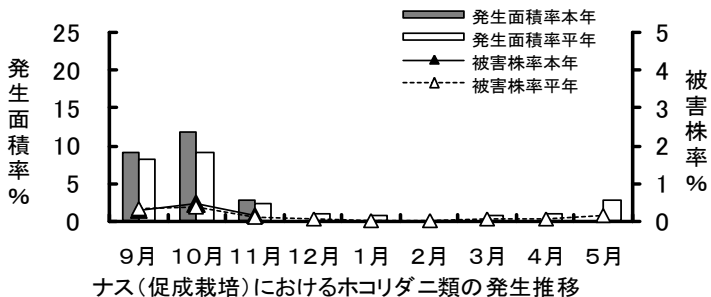 発生面積率本年
発生面積率平年
被害株率本年
被害株率平年
発生面積率%
25
20
15
10
5
0
被害株率%
5
4
3
2
1
0
9月 10月 11月 12月 1月 2月 3月 4月 5月
ナス(促成栽培)におけるホコリダニ類の発生推移